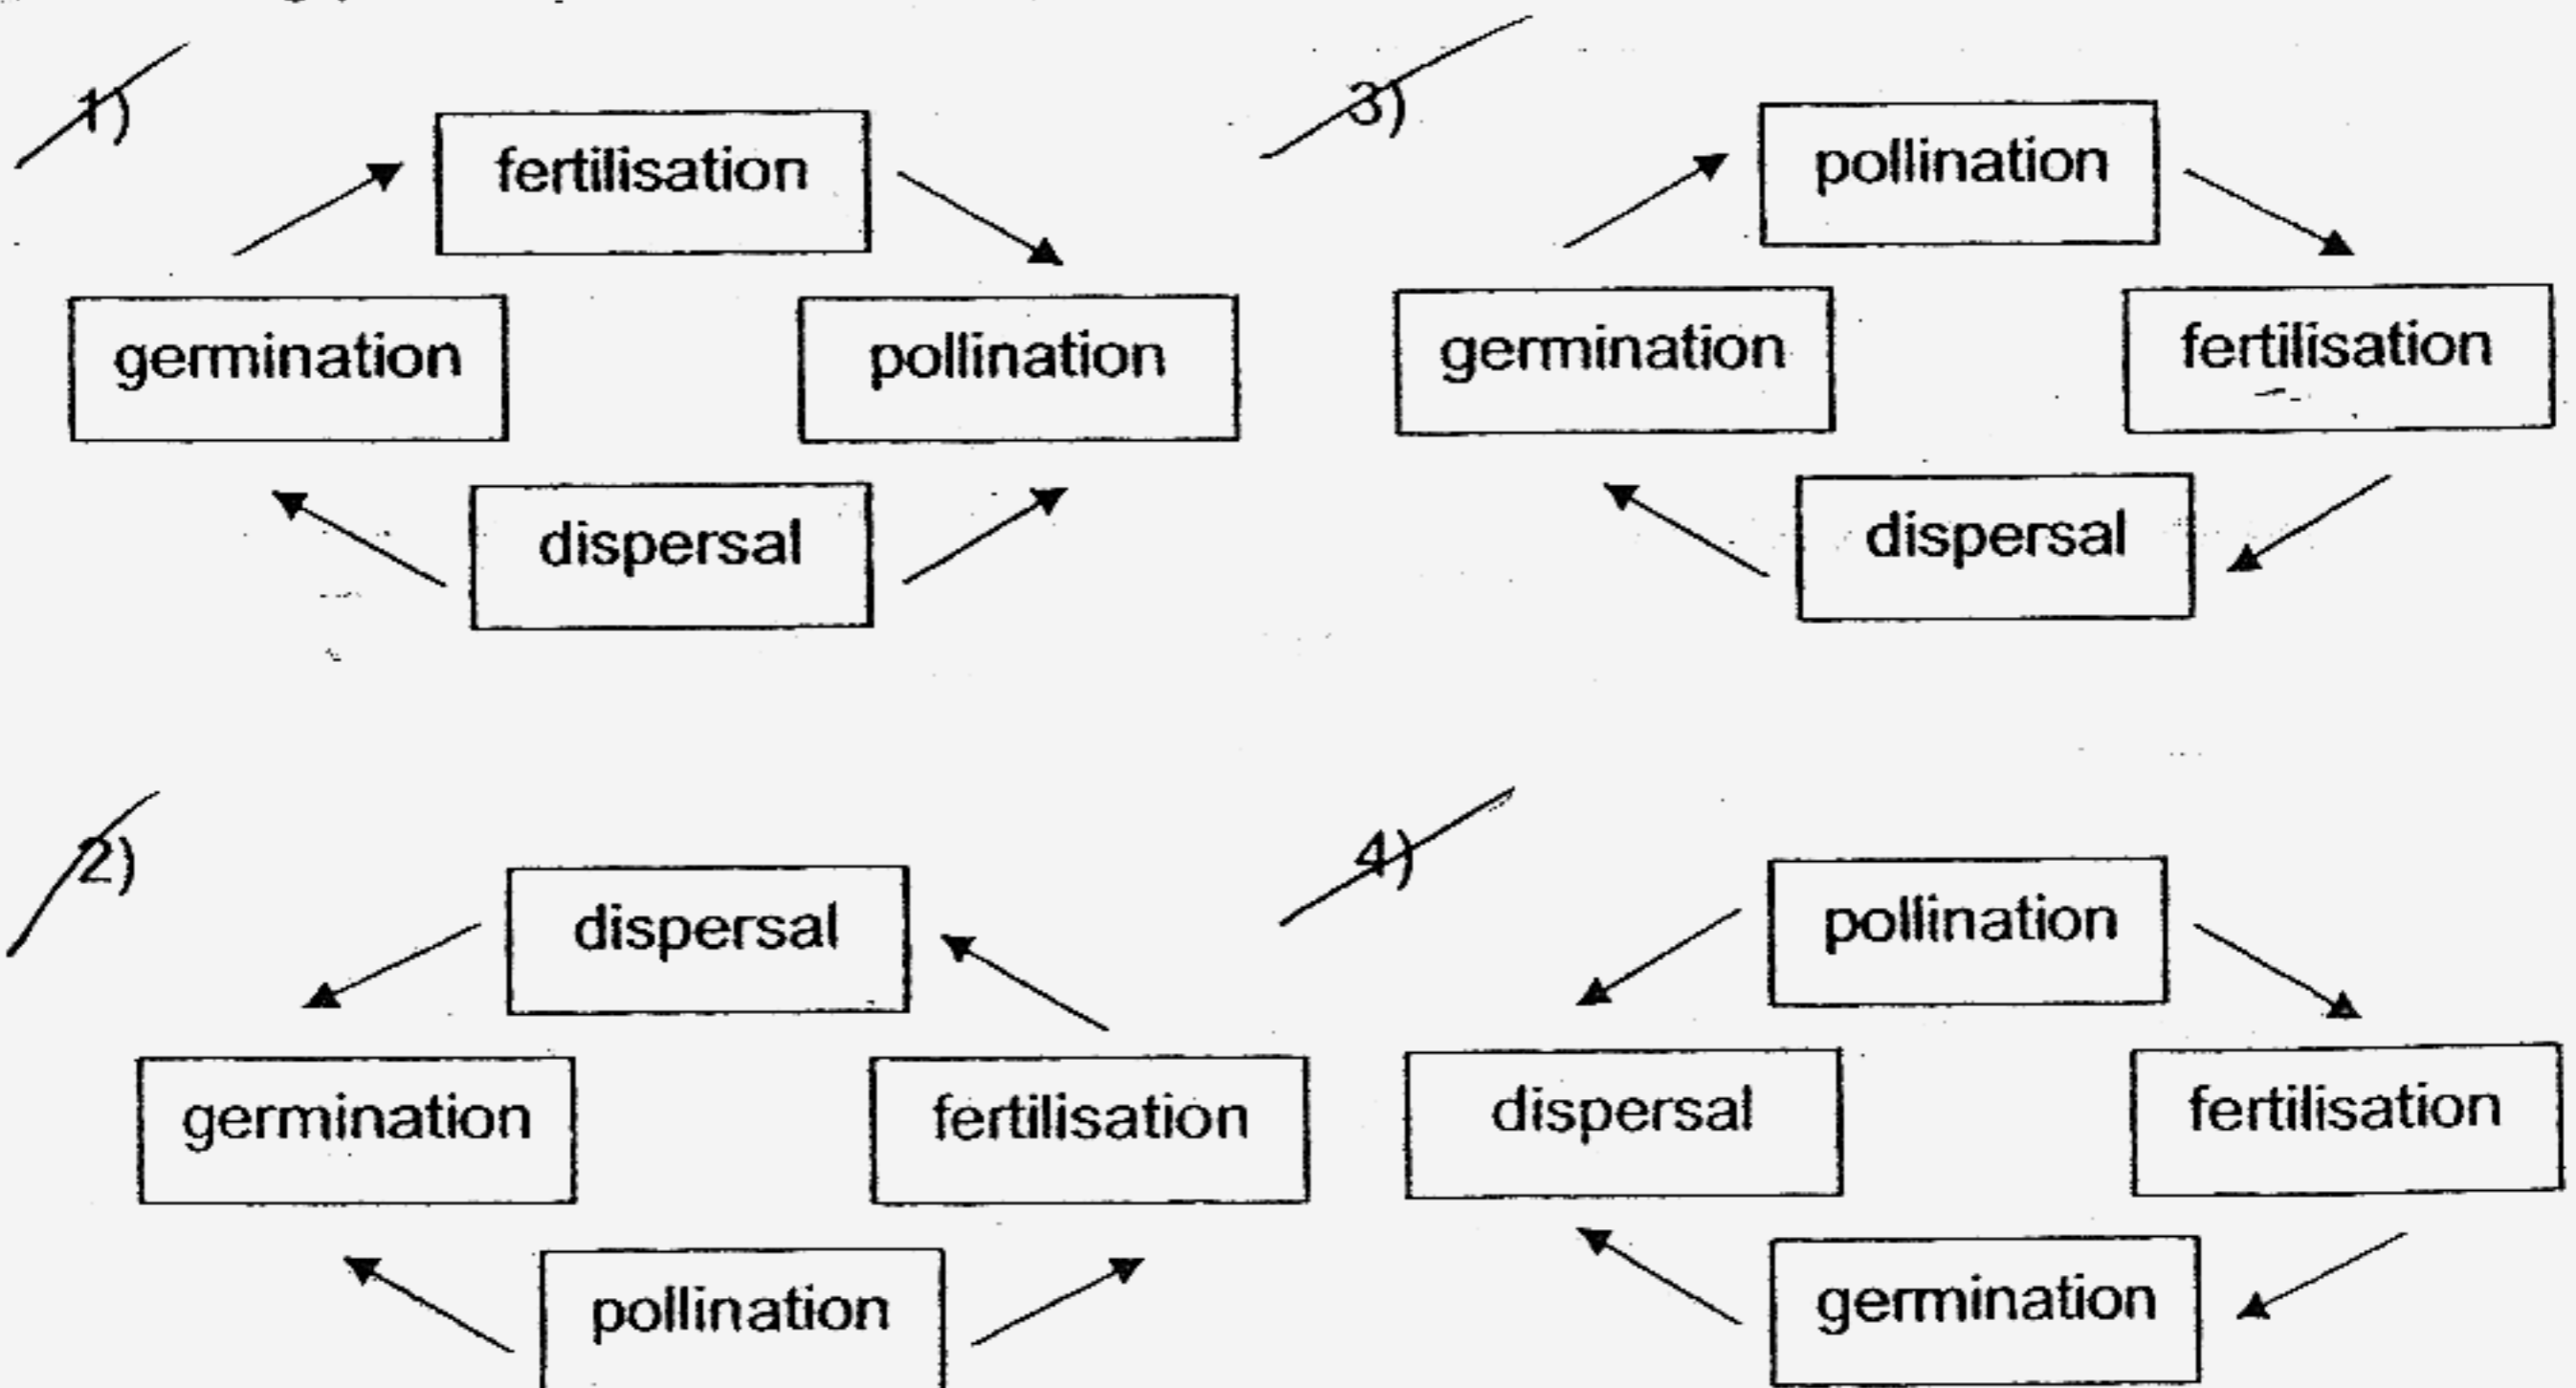 1)
fertilisation
germination
pollination
dispersal
3)
pollination
germination
fertilisation
dispersal
2)
dispersal
germination
fertilisation
pollination
4)
pollination
dispersal
fertilisation
germination